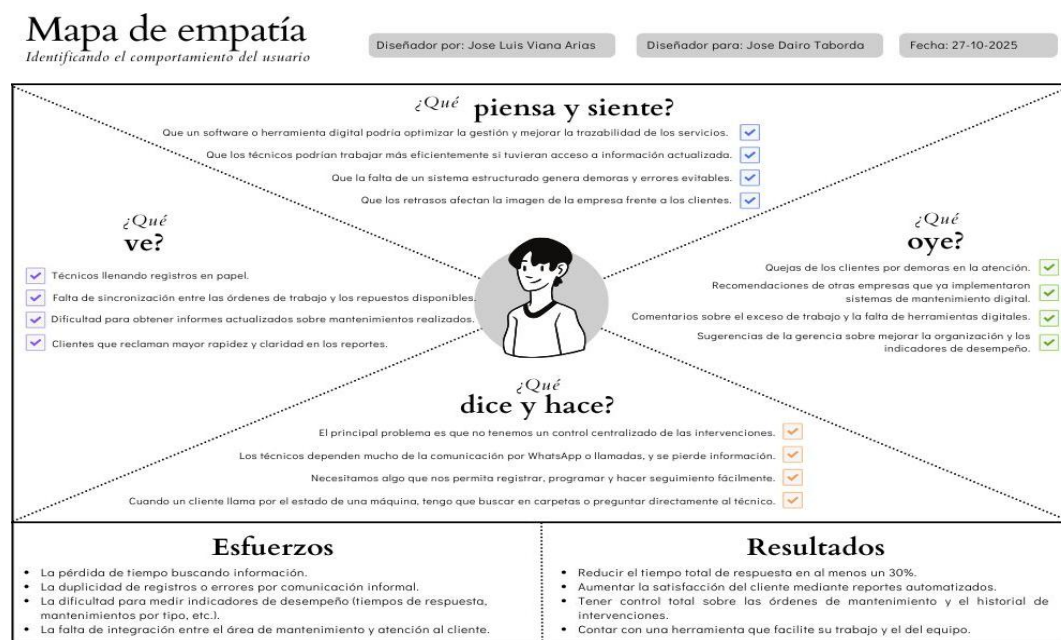 Mapa de empatía
Identificando el comportamiento del usuario
Diseñador por: Jose Luis Viana Arias
Diseñador para: Jose Dairo Taborda
Fecha: 27-10-2025
¿Qué piensa y siente?
Que un software o herramienta digital podría optimizar la gestión y mejorar la trazabilidad de los servicios.
Que los técnicos podrían trabajar más eficientemente si tuvieran acceso a información actualizada.
Que la falta de un sistema estructurado genera demoras y errores evitables.
Que los retrasos afectan la imagen de la empresa frente a los clientes.
¿Qué
ve?
Técnicos llenando registros en papel.
Falta de sincronización entre las órdenes de trabajo y los repuestos disponibles.
Dificultad para obtener informes actualizados sobre mantenimientos realizados.
Clientes que reclaman mayor rapidez y claridad en los reportes.
¿Qué
oye?
Quejas de los clientes por demoras en la atención.
Recomendaciones de otras empresas que ya implementaron
sistemas de mantenimiento digital.
Comentarios sobre el exceso de trabajo y la falta de herramientas digitales.
Sugerencias de la gerencia sobre mejorar la organización y los
indicadores de desempeño.
¿Qué
dice y hace?
El principal problema es que no tenemos un control centralizado de las intervenciones.
Los técnicos dependen mucho de la comunicación por WhatsApp o llamadas, y se pierde información.
Necesitamos algo que nos permita registrar, programar y hacer seguimiento fácilmente.
Cuando un cliente llama por el estado de una máquina, tengo que buscar en carpetas o preguntar directamente al técnico.
Esfuerzos
• La pérdida de tiempo buscando información.
• La duplicidad de registros o errores por comunicación informal.
• La dificultad para medir indicadores de desempeño (tiempos de respuesta,
mantenimientos por tipo, etc.).
• La falta de integración entre el área de mantenimiento y atención al cliente.
Resultados
• Reducir el tiempo total de respuesta en al menos un 30%.
• Aumentar la satisfacción del cliente mediante reportes automatizados.
• Tener control total sobre las órdenes de mantenimiento y el historial de
intervenciones.
• Contar con una herramienta que facilite su trabajo y el del equipo.